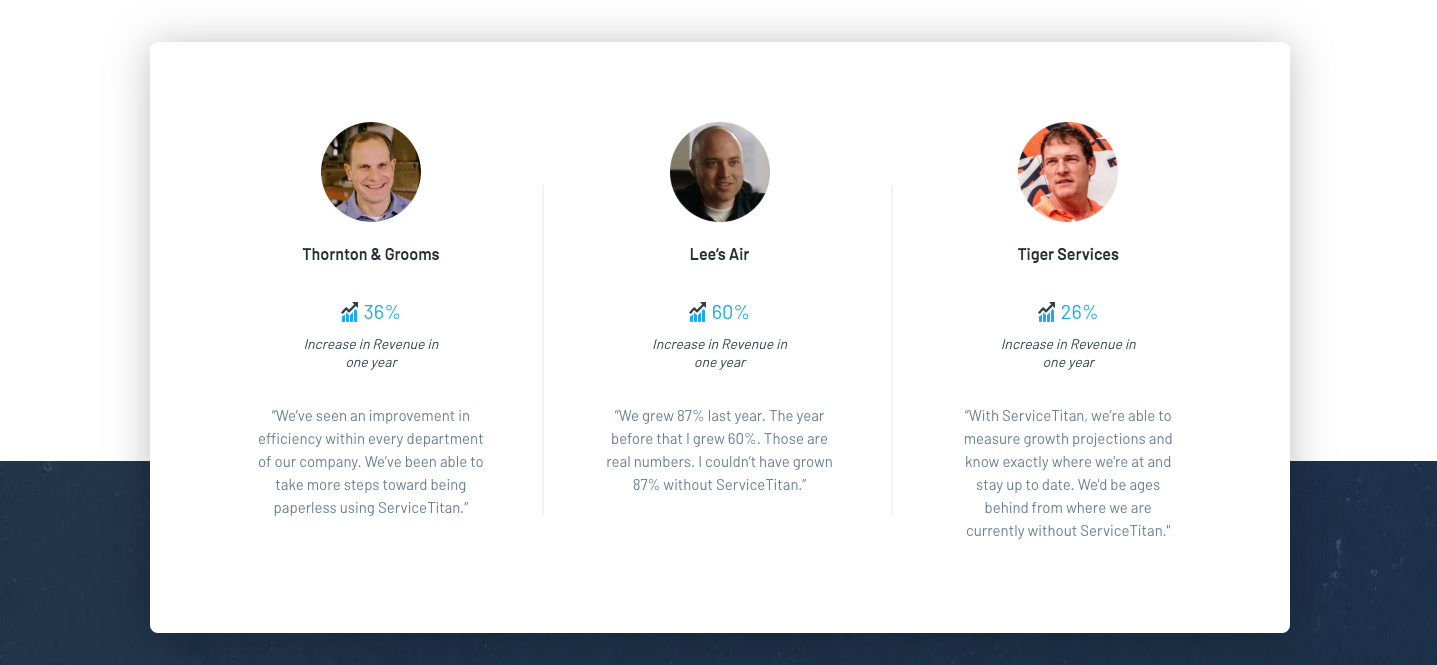 Thornton & Grooms
36%
Increase in Revenue in
one year
“We’ve seen an improvement in
efficiency within every department
of our company. We’ve been able to
take more steps toward being
paperless using ServiceTitan.”
Lee’s Air
60%
Increase in Revenue in
one year
“We grew 87% last year. The year
before that I grew 60%. Those are
real numbers. I couldn’t have grown
87% without ServiceTitan.”
Tiger Services
26%
Increase in Revenue in
one year
“With ServiceTitan, we’re able to
measure growth projections and
know exactly where we're at and
stay up to date. We'd be ages
behind from where we are
currently without ServiceTitan."